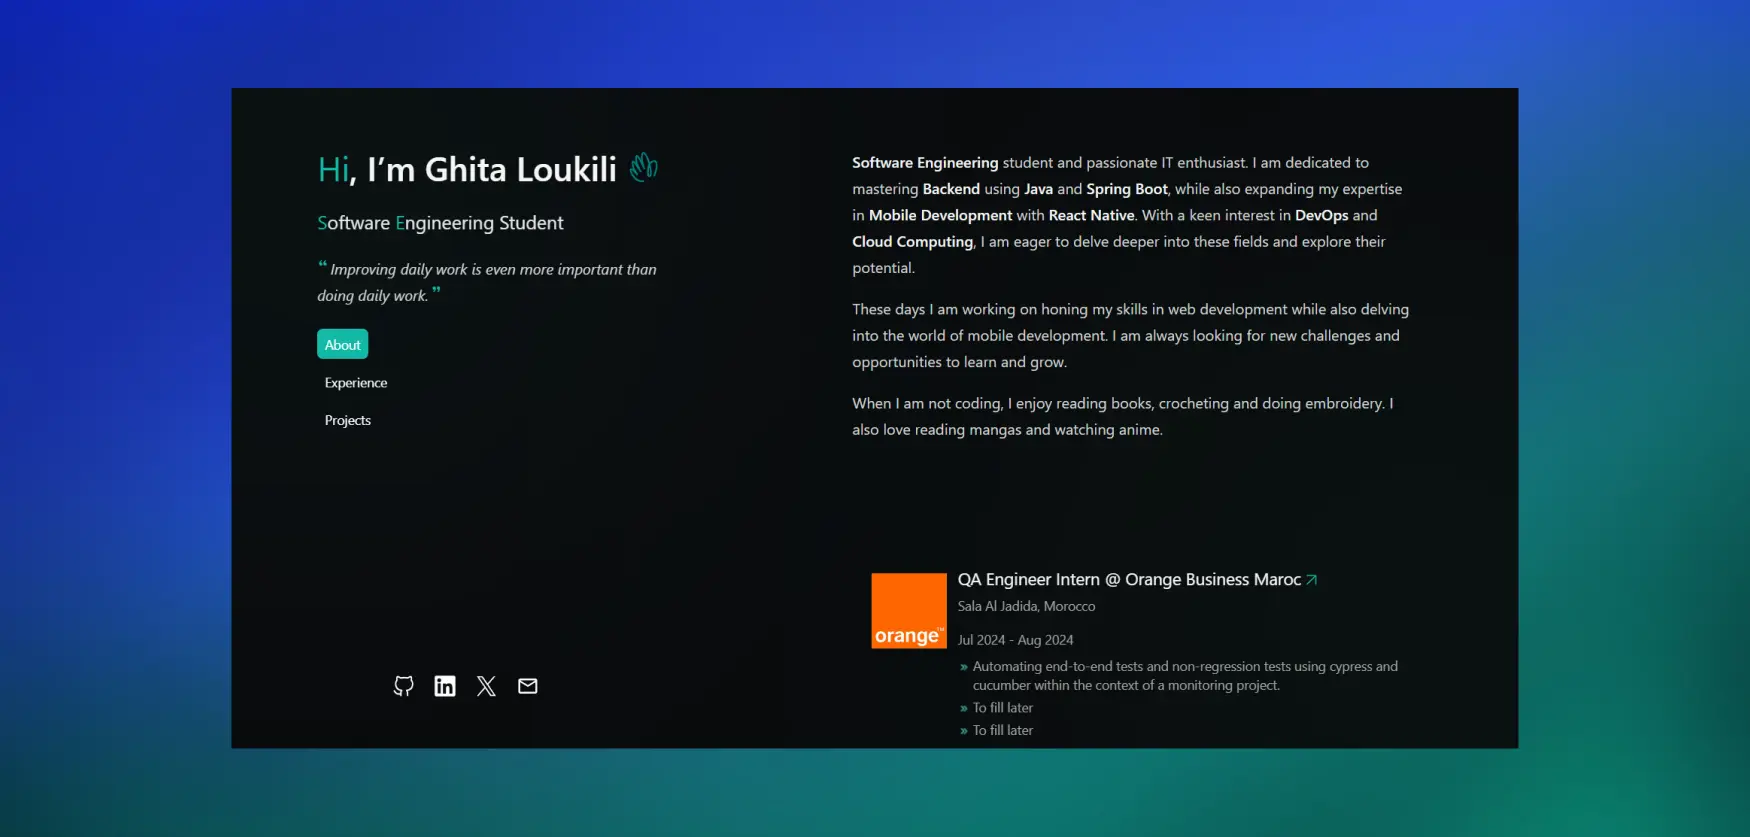 Hi, I’m Ghita Loukili
Software Engineering Student
“ Improving daily work is even more important than
doing daily work. ”
About
Experience
Projects
Software Engineering student and passionate IT enthusiast. I am dedicated to
mastering Backend using Java and Spring Boot, while also expanding my expertise
in Mobile Development with React Native. With a keen interest in DevOps and
Cloud Computing, I am eager to delve deeper into these fields and explore their
potential.
These days I am working on honing my skills in web development while also delving
into the world of mobile development. I am always looking for new challenges and
opportunities to learn and grow.
When I am not coding, I enjoy reading books, crocheting and doing embroidery. I
also love reading mangas and watching anime.
orange™
QA Engineer Intern @ Orange Business Maroc
Sala Al Jadida, Morocco
Jul 2024 - Aug 2024
» Automating end-to-end tests and non-regression tests using cypress and
cucumber within the context of a monitoring project.
» To fill later
» To fill later
in